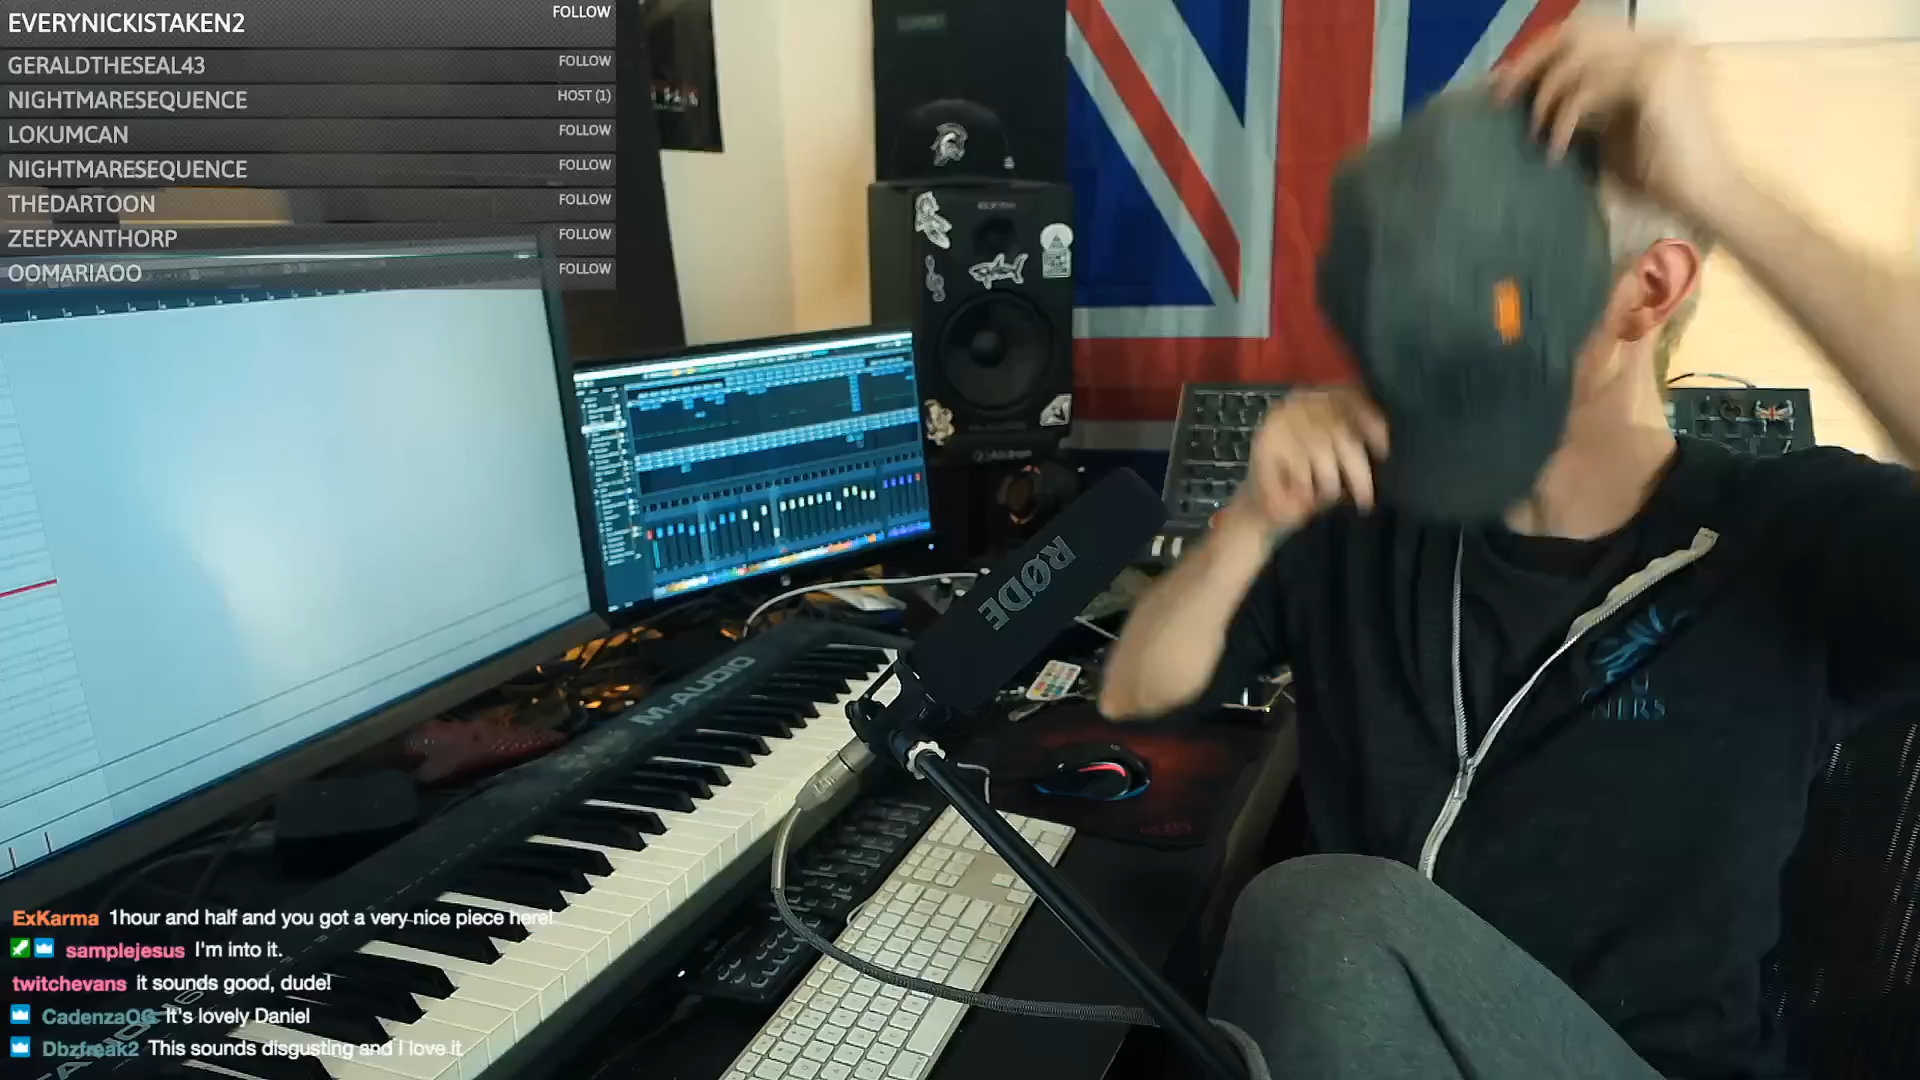 EVERYNICKISTAKEN2 FOLLOW
GERALDTHESEAL43 FOLLOW
NIGHTMARESEQUENCE HOST (1)
LOKUMCAN FOLLOW
NIGHTMARESEQUENCE FOLLOW
THEDARTOON FOLLOW
ZEEPXANTHORP FOLLOW
OOMARIAOO FOLLOW
RØDE
M-AUDIO
ExKarma 1hour and half and you got a very nice piece here!
samplejesus I'm into it.
twitchevans it sounds good, dude!
CadenzaOG It's lovely Daniel
Dbzfreak2 This sounds disgusting and I love it